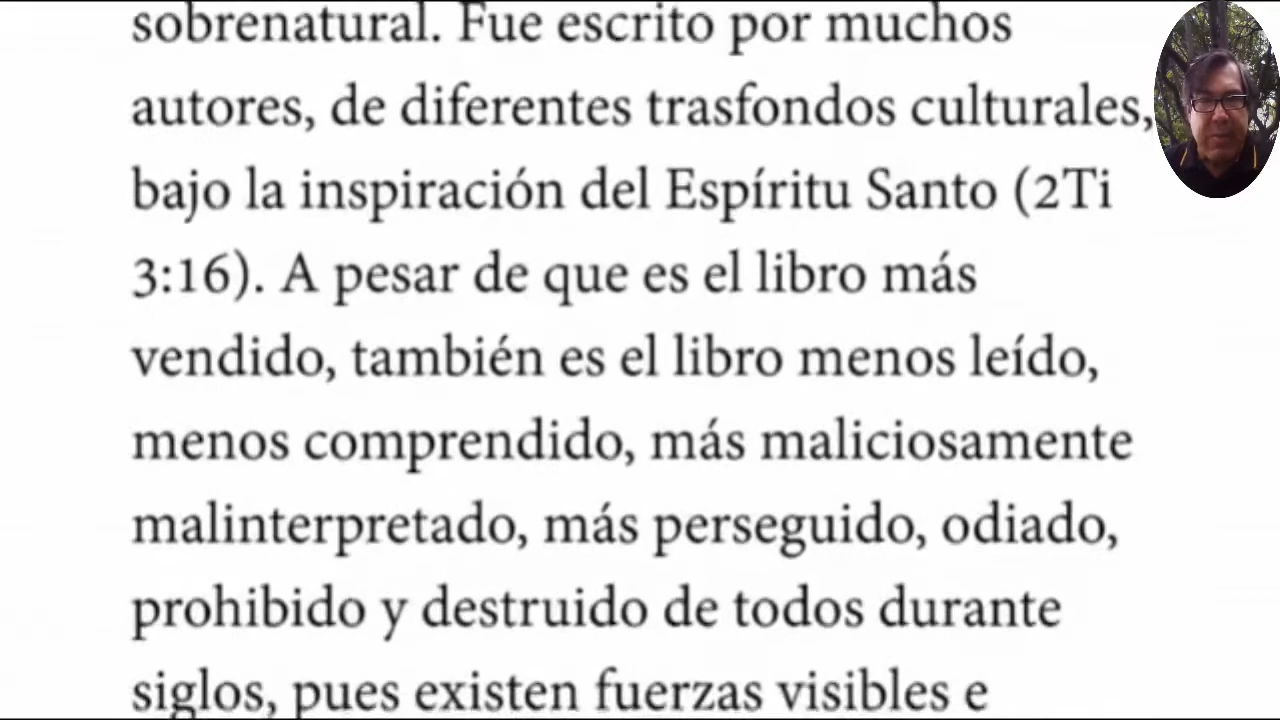 sobrenatural. Fue escrito por muchos
autores, de diferentes trasfondos culturales,
bajo la inspiración del Espíritu Santo (2Ti
3:16). A pesar de que es el libro más
vendido, también es el libro menos leído,
menos comprendido, más maliciosamente
malinterpretado, más perseguido, odiado,
prohibido y destruido de todos durante
siglos, pues existen fuerzas visibles e